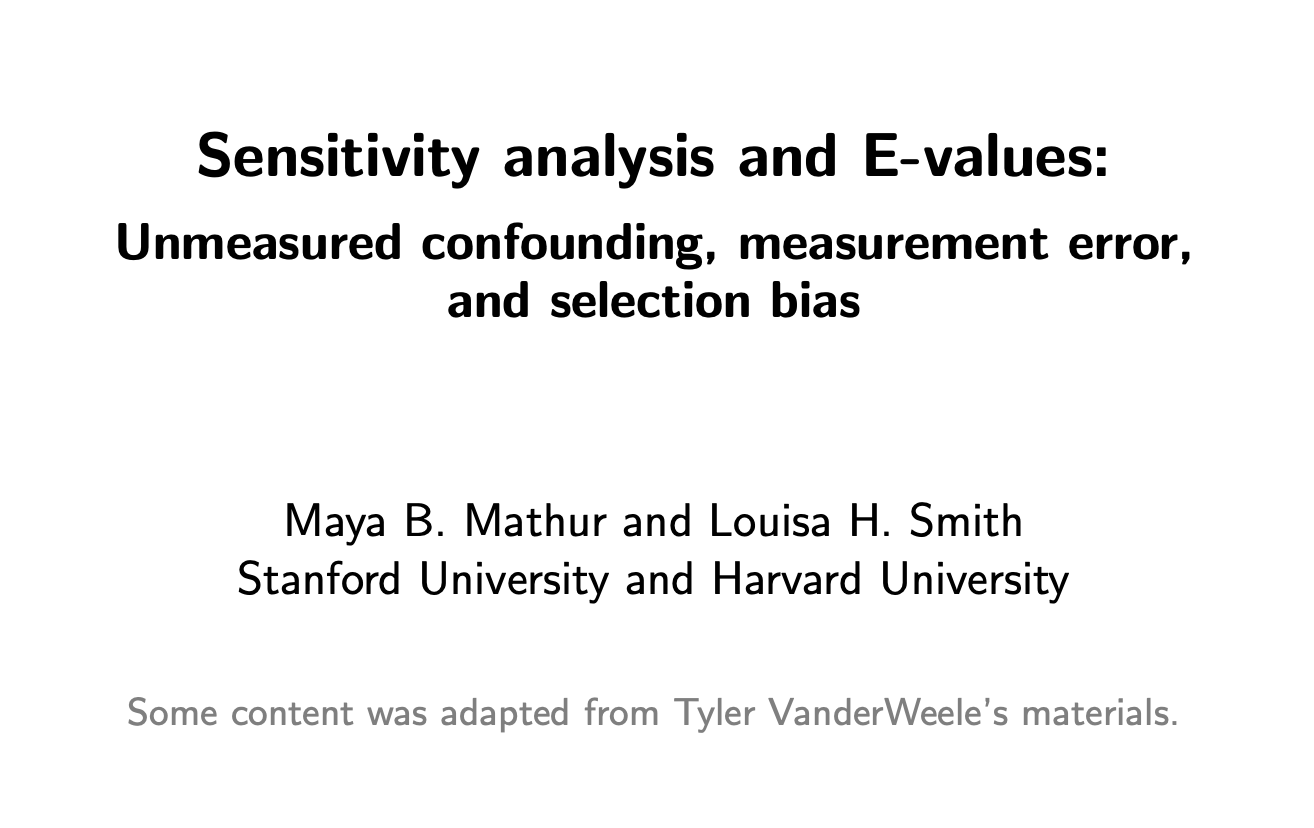 Sensitivity analysis and E-values:
Unmeasured confounding, measurement error,
and selection bias
Maya B. Mathur and Louisa H. Smith
Stanford University and Harvard University
Some content was adapted from Tyler VanderWeele's materials.